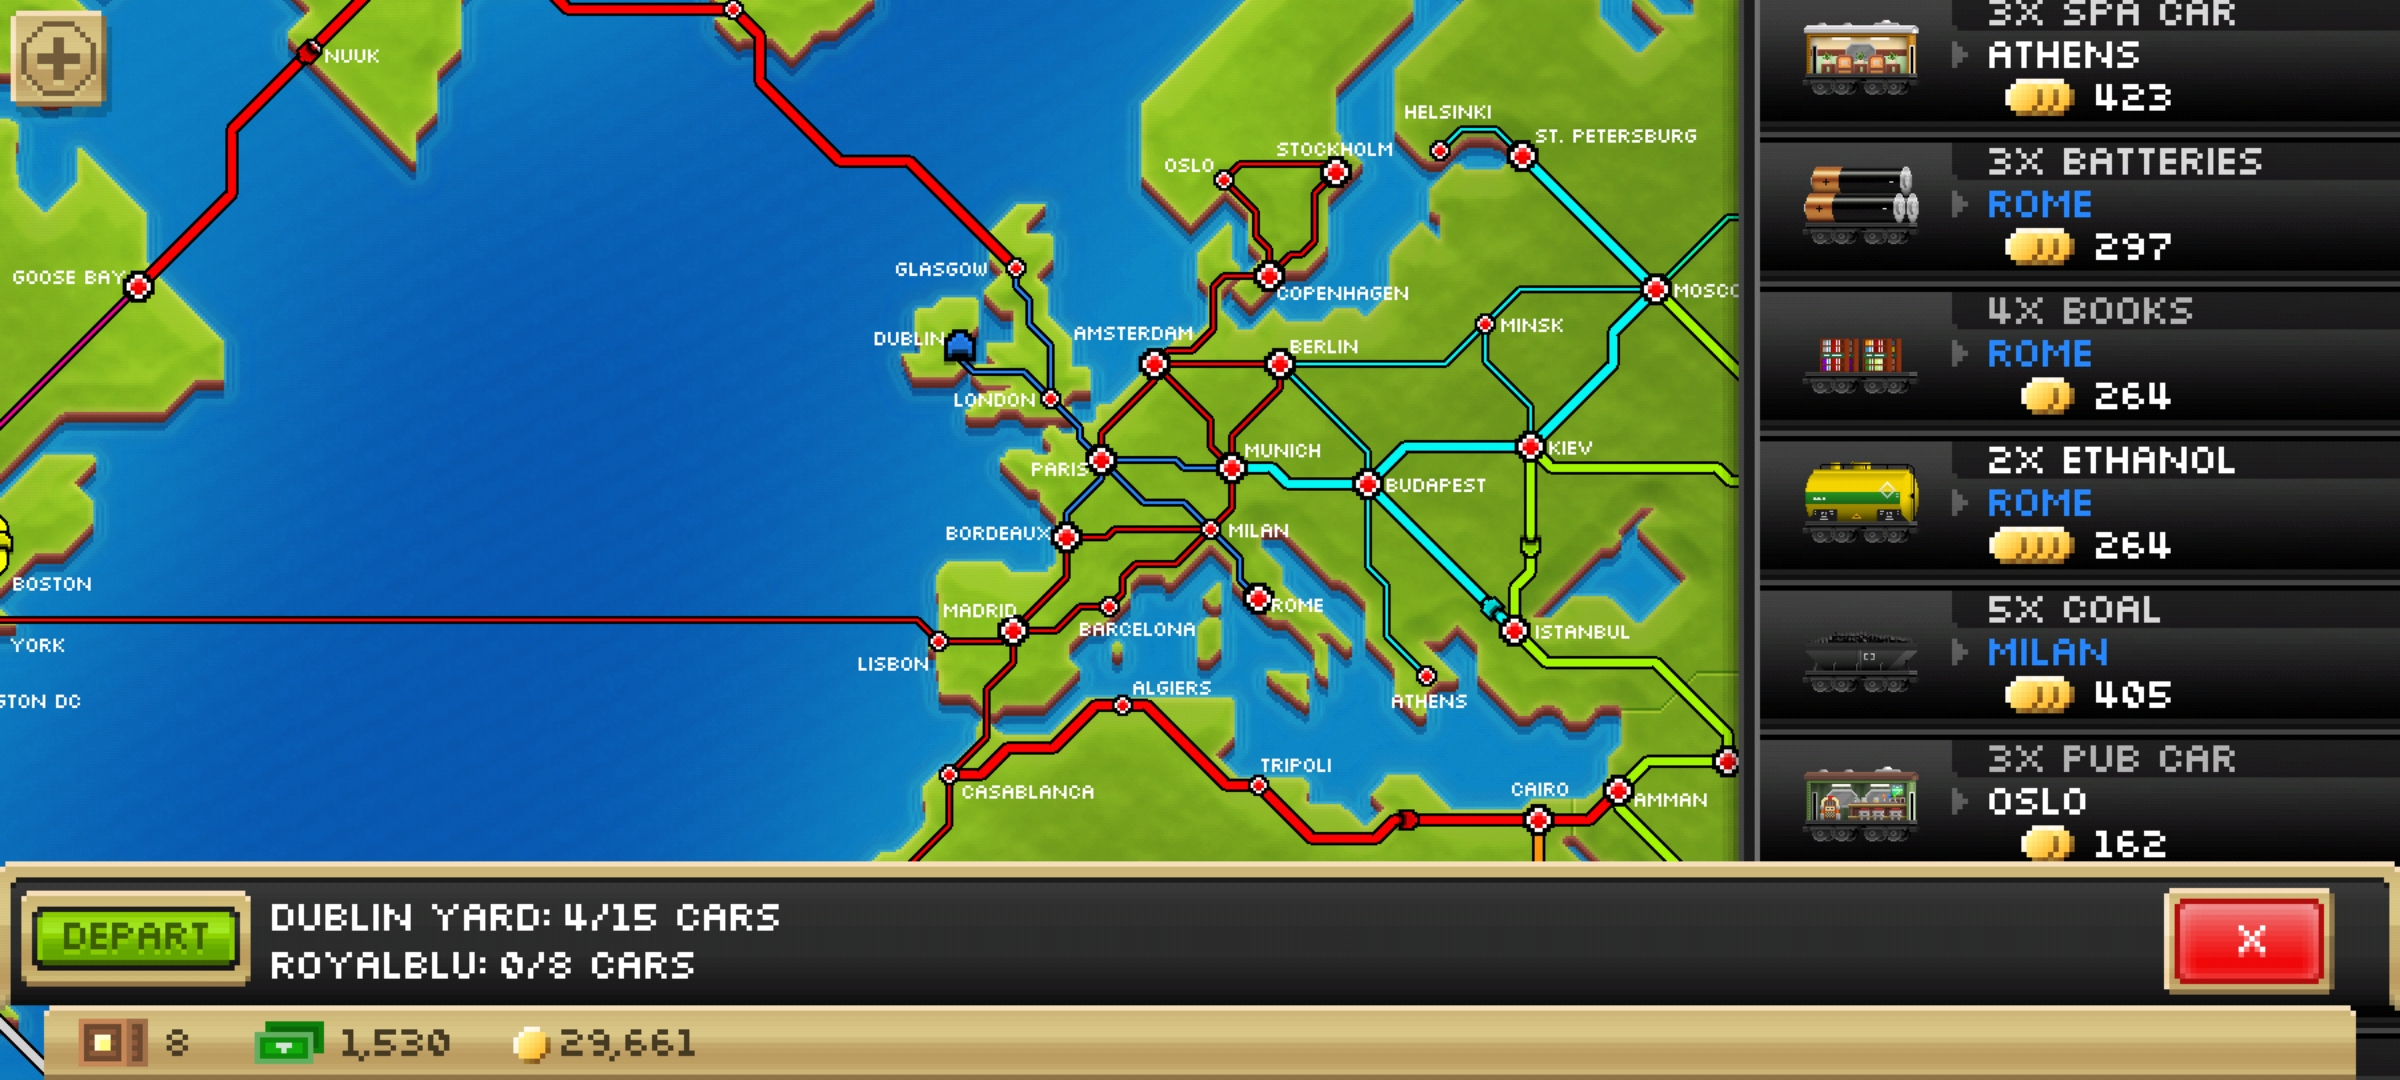 NUUK
GOOSE BAY
BOSTON
YORK
STON DC
GLASGOW
DUBLIN
LONDON
OSLO
STOCKHOLM
HELSINKI
ST. PETERSBURG
COPENHAGEN
AMSTERDAM
BERLIN
MINSK
MOSCO
PARIS
MUNICH
BUDAPEST
KIEV
BORDEAUX
MILAN
MADRID
BARCELONA
ROME
ISTANBUL
LISBON
ALGIERS
ATHENS
CASABLANCA
TRIPOLI
CAIRO
AMMAN
3X SPA CAR
ATHENS
423
3X BATTERIES
ROME
297
4X BOOKS
ROME
264
2X ETHANOL
ROME
264
5X COAL
MILAN
405
3X PUB CAR
OSLO
162
DEPART
DUBLIN YARD: 4/15 CARS
ROYALBLU: 0/8 CARS
X
8
1,530
29,661